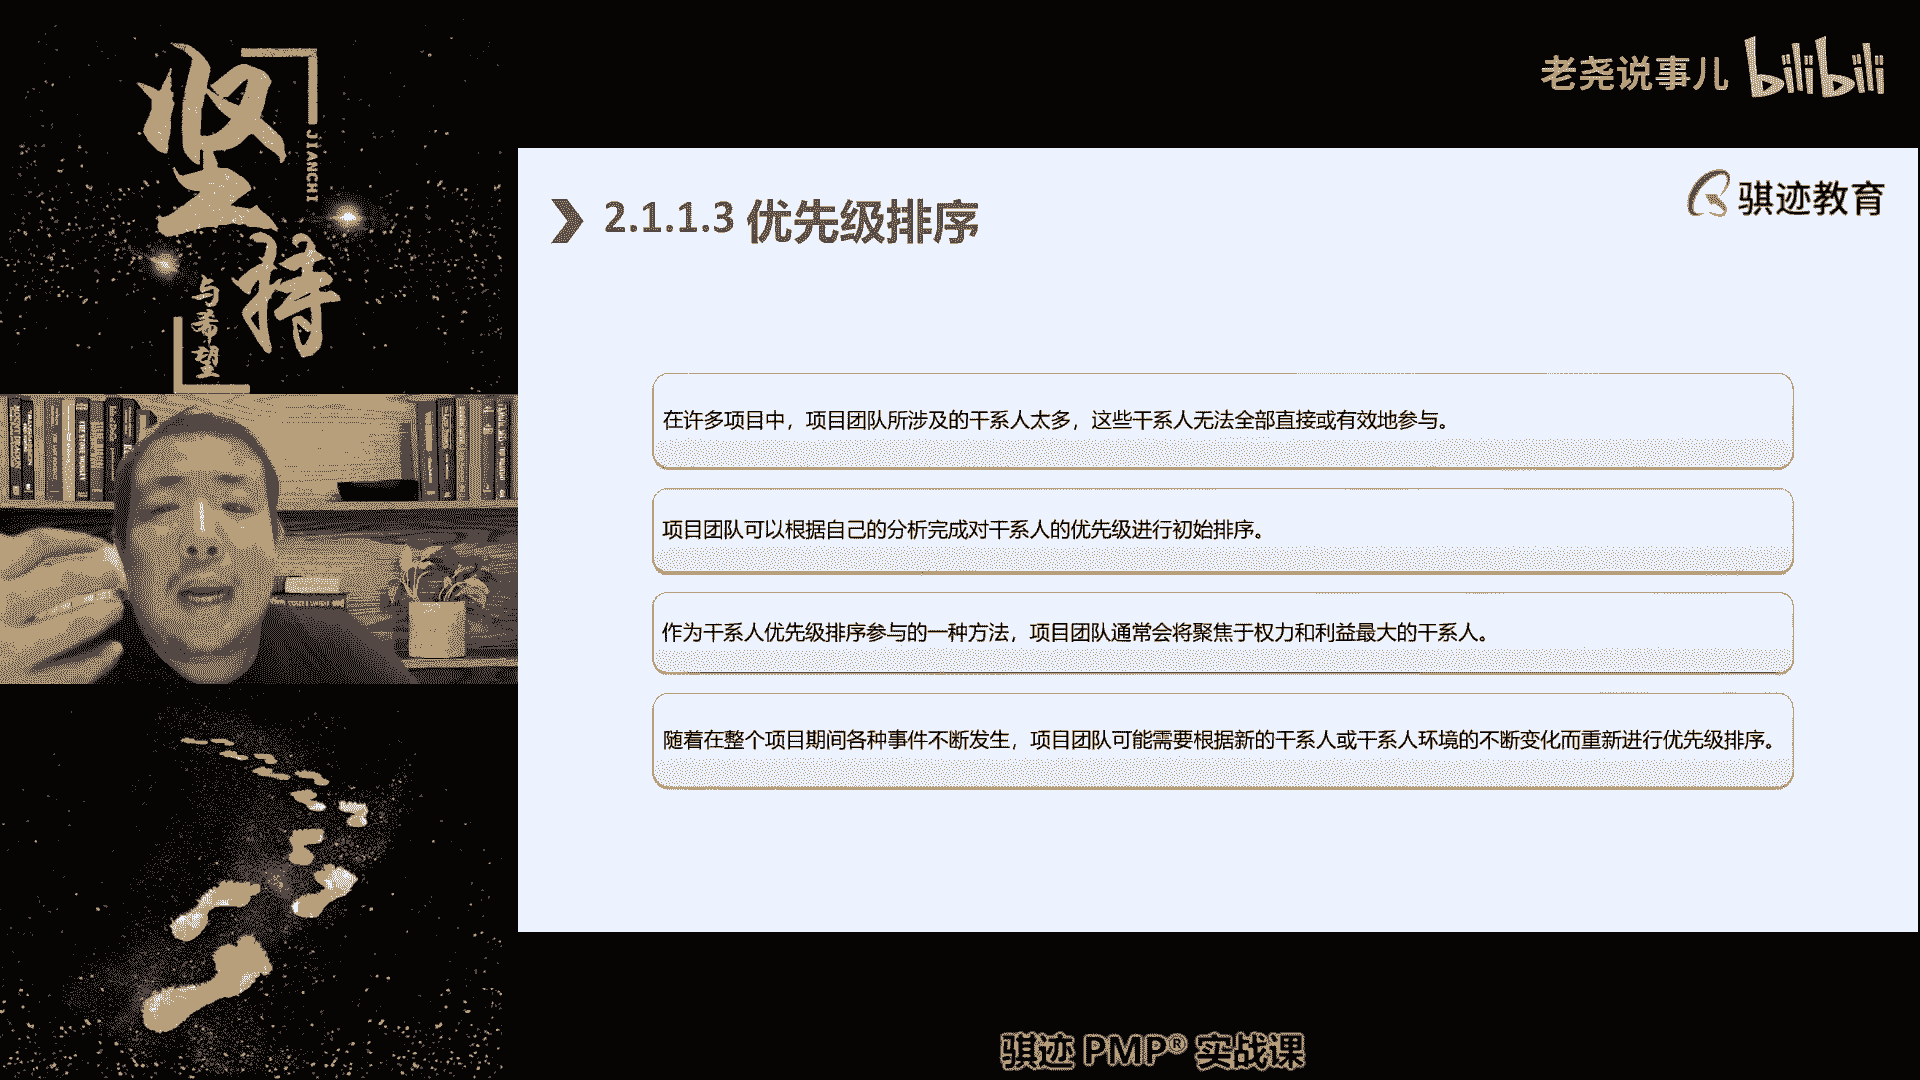 坚持
JIANCHI
与希望
老尧说事儿 bilibili
骐迹教育
2.1.1.3 优先级排序
在许多项目中，项目团队所涉及的干系人太多，这些干系人无法全部直接或有效地参与。
项目团队可以根据自己的分析完成对干系人的优先级进行初始排序。
作为干系人优先级排序参与的一种方法，项目团队通常会将聚焦于权力和利益最大的干系人。
随着在整个项目期间各种事件不断发生，项目团队可能需要根据新的干系人或干系人环境的不断变化而重新进行优先级排序。
骐迹 PMP® 实战课